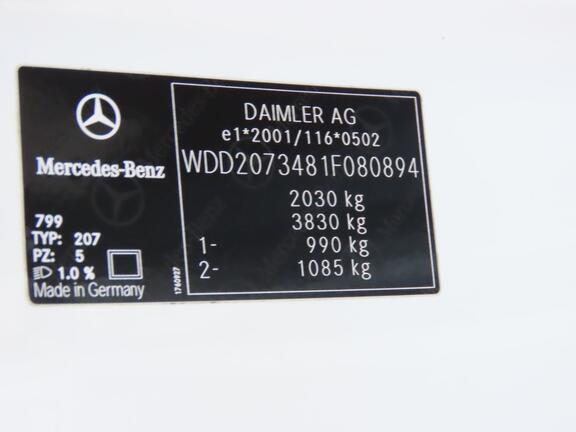 Mercedes-Benz
799
TYP: 207
PZ: 5
1.0 %
Made in Germany
1760927
DAIMLER AG
e1*2001/116*0502
WDD2073481F080894
2030 kg
3830 kg
1- 990 kg
2- 1085 kg